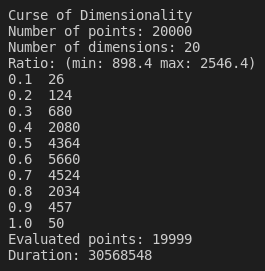 Curse of Dimensionality
Number of points: 20000
Number of dimensions: 20
Ratio: (min: 898.4 max: 2546.4)
0.1  26
0.2  124
0.3  680
0.4  2080
0.5  4364
0.6  5660
0.7  4524
0.8  2034
0.9  457
1.0  50
Evaluated points: 19999
Duration: 30568548